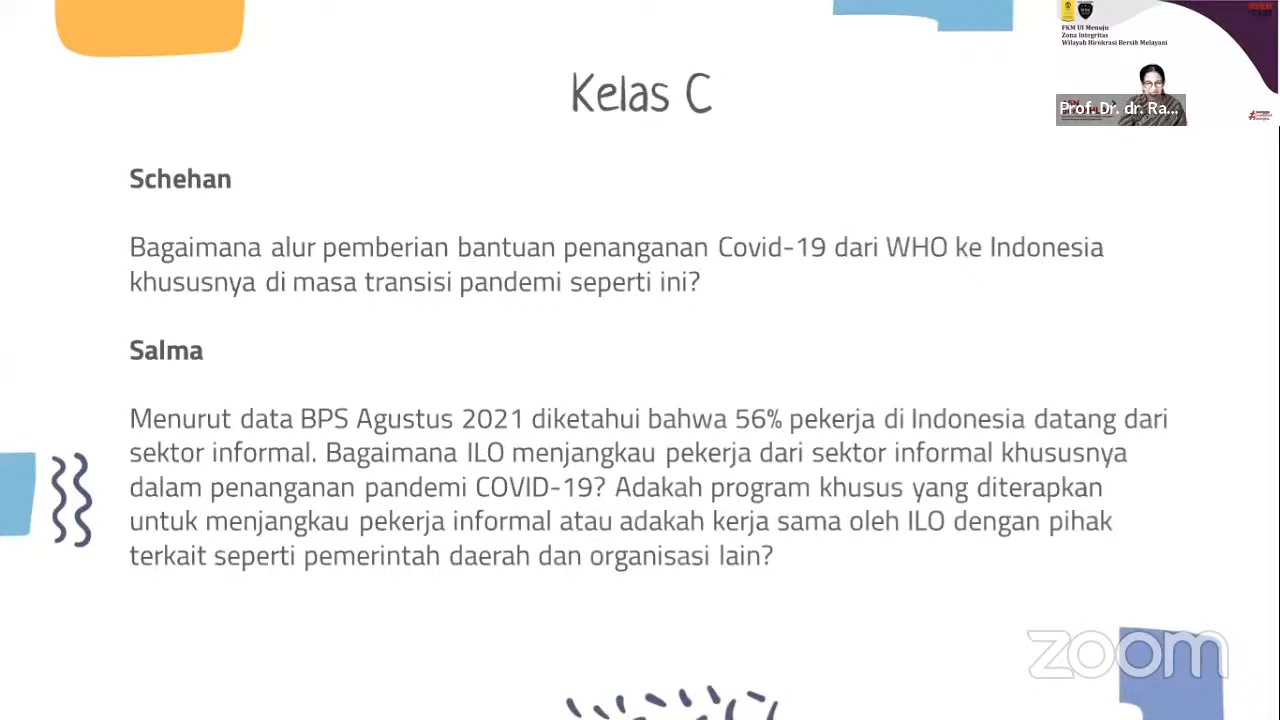 FKM UI Menuju
Zona Integritas
Wilayah Birokrasi Bersih Melayani
Prof. Dr. dr. Ra...
Kelas C
Schehan
Bagaimana alur pemberian bantuan penanganan Covid-19 dari WHO ke Indonesia
khususnya di masa transisi pandemi seperti ini?
Salma
Menurut data BPS Agustus 2021 diketahui bahwa 56% pekerja di Indonesia datang dari
sektor informal. Bagaimana ILO menjangkau pekerja dari sektor informal khususnya
dalam penanganan pandemi COVID-19? Adakah program khusus yang diterapkan
untuk menjangkau pekerja informal atau adakah kerja sama oleh ILO dengan pihak
terkait seperti pemerintah daerah dan organisasi lain?
zoom